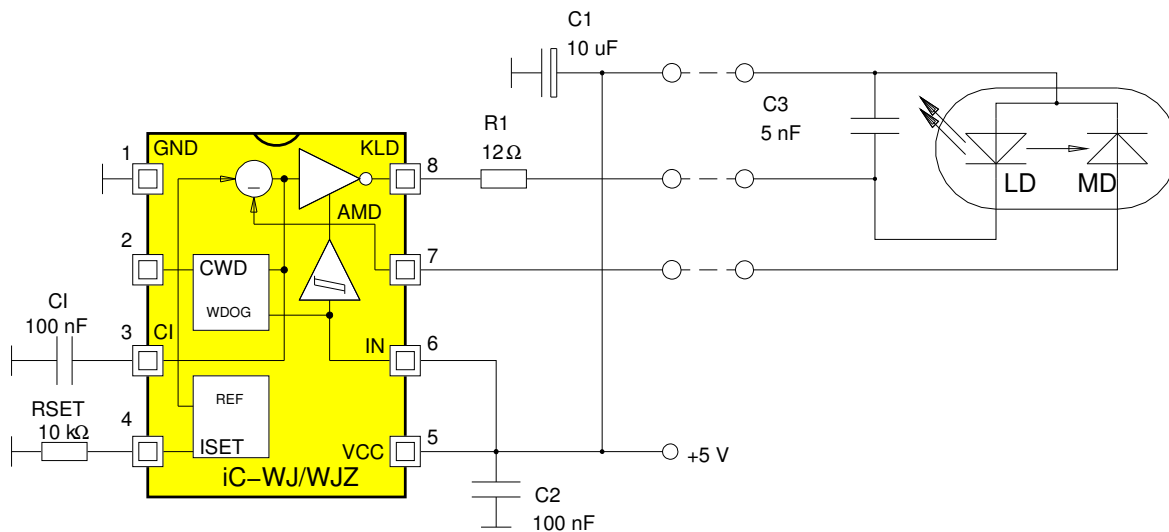 C1
10 uF
C3
5 nF
R1
12Ω
LD
MD
1
GND
KLD
8
_
AMD
2
7
CWD
WDOG
CI
100 nF
3
CI
IN
6
REF
RSET
10 kΩ
4
ISET
VCC
5
+5 V
iC-WJ/WJZ
C2
100 nF